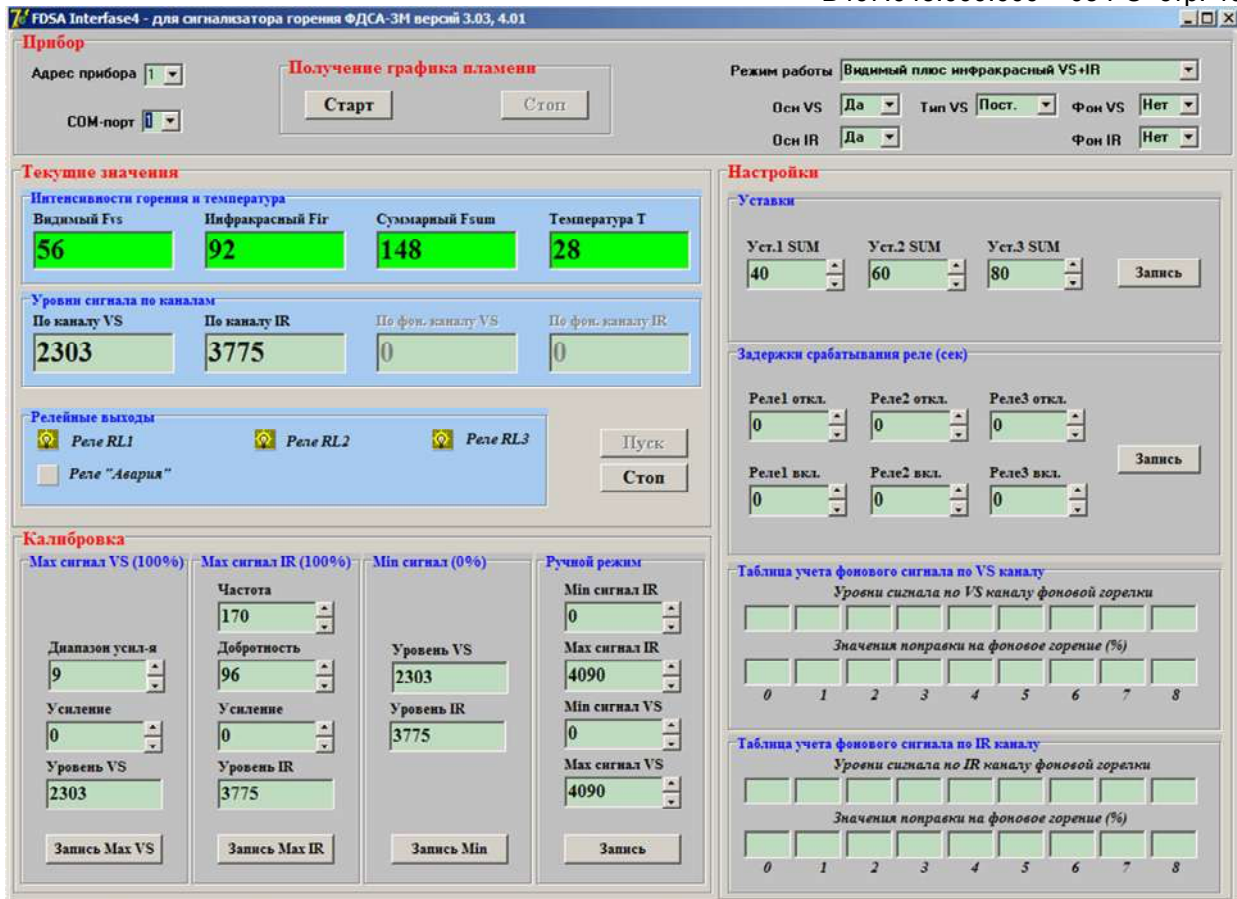 FDSA Interfase4 - для сигнализатора горения ФДСА-3М версий 3.03, 4.01
Прибор
Адрес прибора 1
COM-порт 1
Получение графика пламени
Старт Стоп
Режим работы Видимый плюс инфракрасный VS+IR
Осн VS Да Тип VS Пост. Фон VS Нет
Осн IR Да Фон IR Нет
Текущие значения
Интенсивности горения и температура
Видимый Fvs Инфракрасный Fir Суммарный Fsum Температура T
56 92 148 28
Уровни сигнала по каналам
По каналу VS По каналу IR По фон. каналу VS По фон. каналу IR
2303 3775 0 0
Релейные выходы
Реле RL1 Реле RL2 Реле RL3
Реле "Авария"
Пуск
Стоп
Калибровка
Max сигнал VS (100%)
Диапазон усил-я
9
Усиление
0
Уровень VS
2303
Запись Max VS
Max сигнал IR (100%)
Частота
170
Добротность
96
Усиление
0
Уровень IR
3775
Запись Max IR
Min сигнал (0%)
Уровень VS
2303
Уровень IR
3775
Запись Min
Ручной режим
Min сигнал IR
0
Max сигнал IR
4090
Min сигнал VS
0
Max сигнал VS
4090
Запись
Настройки
Уставки
Уст.1 SUM Уст.2 SUM Уст.3 SUM
40 60 80 Запись
Задержки срабатывания реле (сек)
Реле1 откл. Реле2 откл. Реле3 откл.
0 0 0
Запись
Реле1 вкл. Реле2 вкл. Реле3 вкл.
0 0 0
Таблица учета фонового сигнала по VS каналу
Уровни сигнала по VS каналу фоновой горелки
Значения поправки на фоновое горение (%)
0 1 2 3 4 5 6 7 8
Таблица учета фонового сигнала по IR каналу
Уровни сигнала по IR каналу фоновой горелки
Значения поправки на фоновое горение (%)
0 1 2 3 4 5 6 7 8